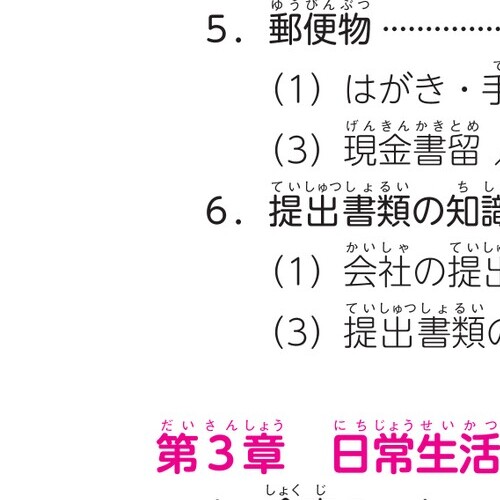 ゆうびんぶつ
5．郵便物 ……………
（1）はがき・
げんきんかきとめ
（3）現金書留
ていしゅつしょるい ちし
6．提出書類の知識
かいしゃ ていしゅ
（1）会社の提出
ていしゅつしょるい
（3）提出書類の
だいさんしょう にちじょうせいかつ
第3章 日常生活
しょくじ